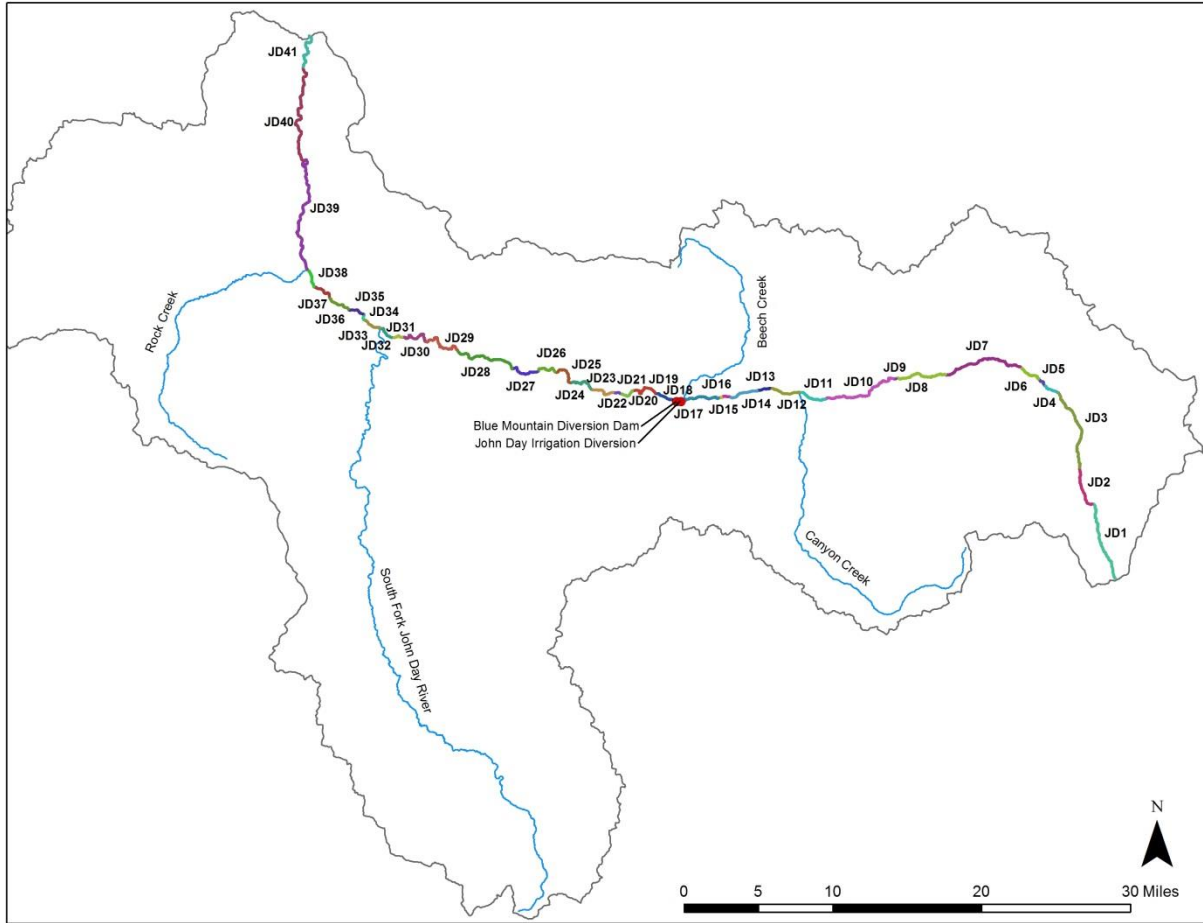 JD41
JD40
JD39
JD38
Rock Creek
JD37
JD35
JD36
JD34
JD33
JD31
JD32
JD30
JD29
JD28
JD27
JD26
JD25
JD24
JD23
JD22
JD21
JD20
JD19
JD18
Beech Creek
JD17
JD16
JD15
JD14
JD13
JD12
JD11
JD10
JD9
JD8
JD7
JD6
JD5
JD4
JD3
JD2
JD1
Blue Mountain Diversion Dam
John Day Irrigation Diversion
Canyon Creek
South Fork John Day River
N
0 5 10 20 30 Miles